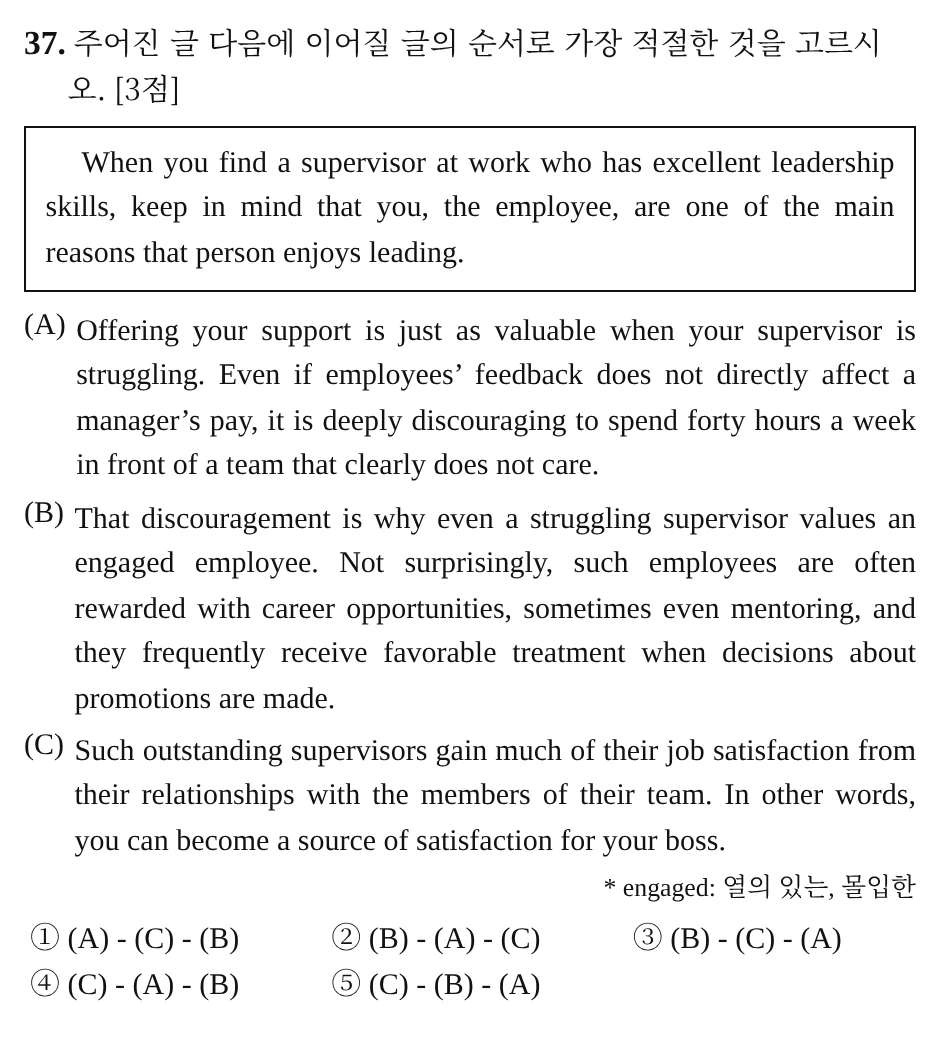 37. 주어진 글 다음에 이어질 글의 순서로 가장 적절한 것을 고르시
오. [3점]
When you find a supervisor at work who has excellent leadership
skills, keep in mind that you, the employee, are one of the main
reasons that person enjoys leading.
(A) Offering your support is just as valuable when your supervisor is
struggling. Even if employees’ feedback does not directly affect a
manager’s pay, it is deeply discouraging to spend forty hours a week
in front of a team that clearly does not care.
(B) That discouragement is why even a struggling supervisor values an
engaged employee. Not surprisingly, such employees are often
rewarded with career opportunities, sometimes even mentoring, and
they frequently receive favorable treatment when decisions about
promotions are made.
(C) Such outstanding supervisors gain much of their job satisfaction from
their relationships with the members of their team. In other words,
you can become a source of satisfaction for your boss.
* engaged: 열의 있는, 몰입한
① (A) - (C) - (B) ② (B) - (A) - (C) ③ (B) - (C) - (A)
④ (C) - (A) - (B) ⑤ (C) - (B) - (A)